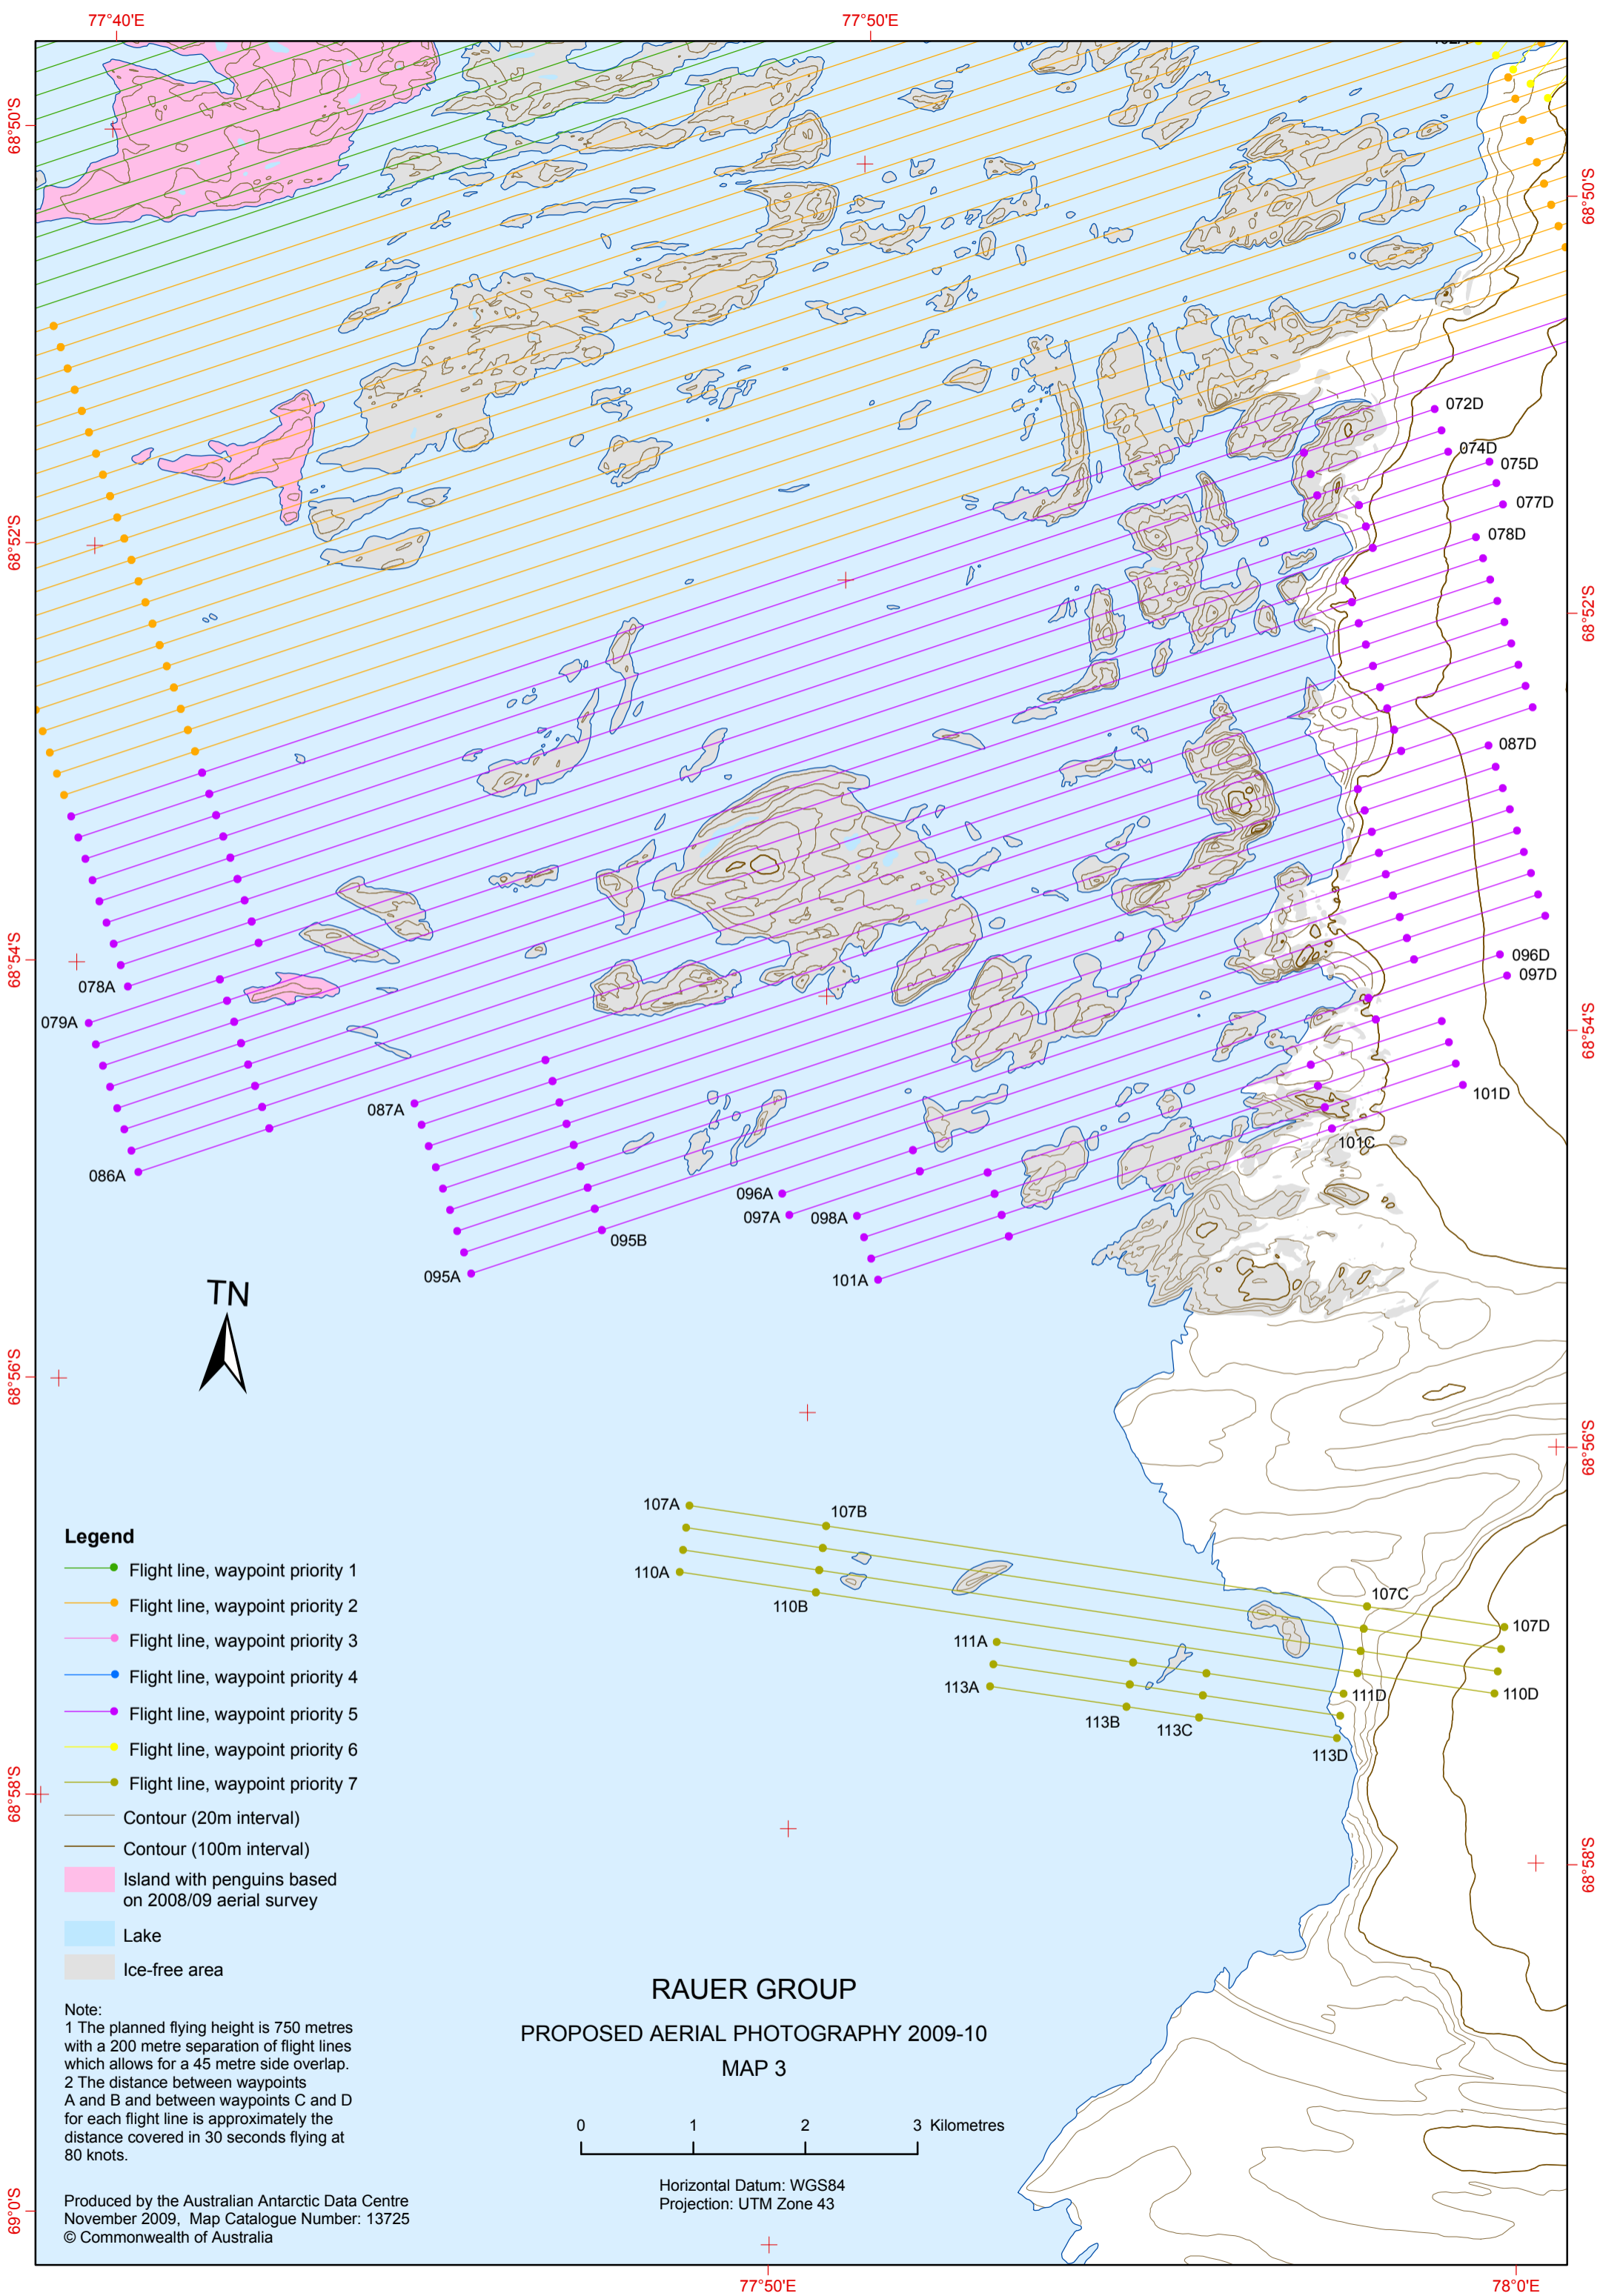 77°40'E
77°50'E
68°50'S
68°50'S
072D
074D
075D
077D
078D
68°52'S
68°52'S
087D
68°54'S
078A
079A
096D
097D
68°54'S
087A
086A
101D
101C
096A
097A
098A
095B
095A
101A
TN
68°56'S
68°56'S
107A
107B
110A
110B
107C
107D
111A
111D
110D
113A
113B
113C
113D
68°58'S
68°58'S
Legend
Flight line, waypoint priority 1
Flight line, waypoint priority 2
Flight line, waypoint priority 3
Flight line, waypoint priority 4
Flight line, waypoint priority 5
Flight line, waypoint priority 6
Flight line, waypoint priority 7
Contour (20m interval)
Contour (100m interval)
Island with penguins based
on 2008/09 aerial survey
Lake
Ice-free area
Note:
1 The planned flying height is 750 metres
with a 200 metre separation of flight lines
which allows for a 45 metre side overlap.
2 The distance between waypoints
A and B and between waypoints C and D
for each flight line is approximately the
distance covered in 30 seconds flying at
80 knots.
Produced by the Australian Antarctic Data Centre
November 2009, Map Catalogue Number: 13725
© Commonwealth of Australia
RAUER GROUP
PROPOSED AERIAL PHOTOGRAPHY 2009-10
MAP 3
0 1 2 3 Kilometres
Horizontal Datum: WGS84
Projection: UTM Zone 43
69°0'S
77°50'E
78°0'E